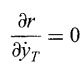 ∂r/∂ẏ_T = 0